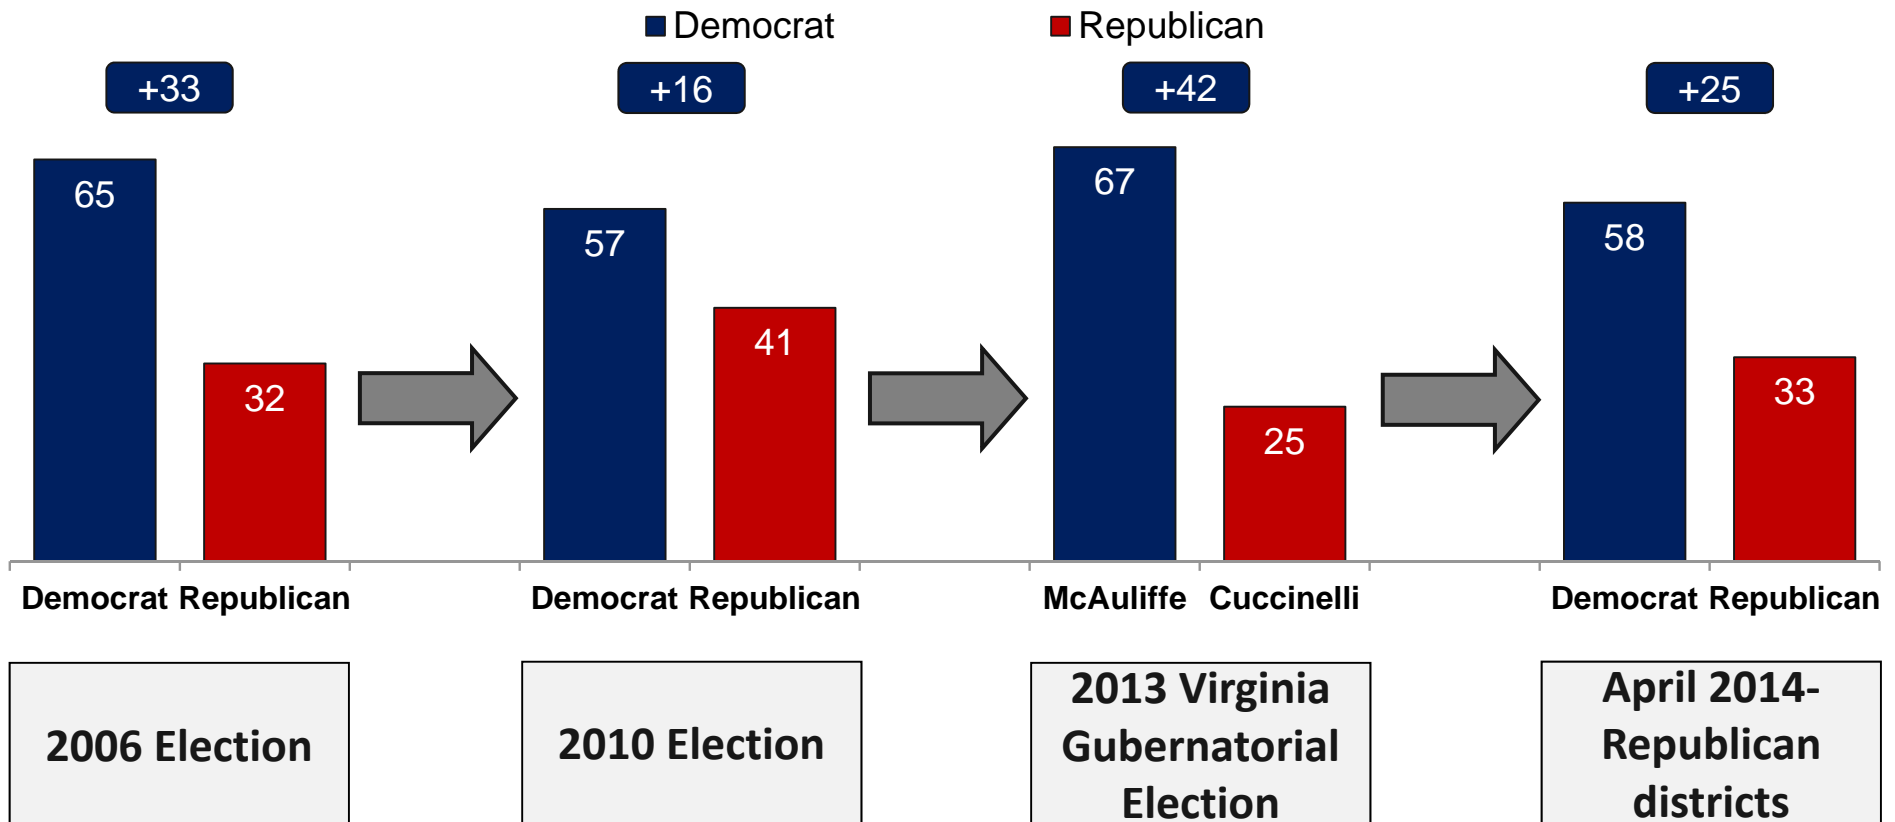 Democrat Republican
+33 +16 +42 +25
65 32 57 41 67 25 58 33
Democrat Republican Democrat Republican McAuliffe Cuccinelli Democrat Republican
2006 Election
2010 Election
2013 Virginia
Gubernatorial
Election
April 2014-
Republican
districts